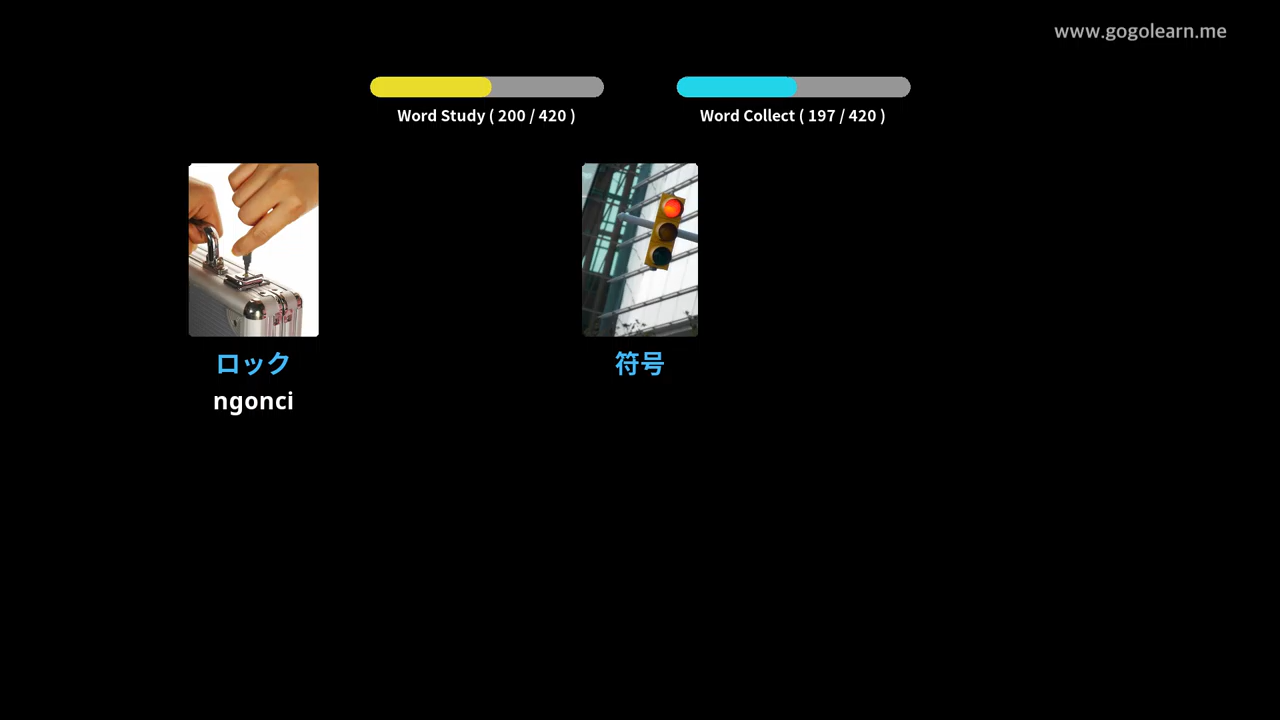 www.gogolearn.me
Word Study ( 200 / 420 )
Word Collect ( 197 / 420 )
ロック
符号
ngonci